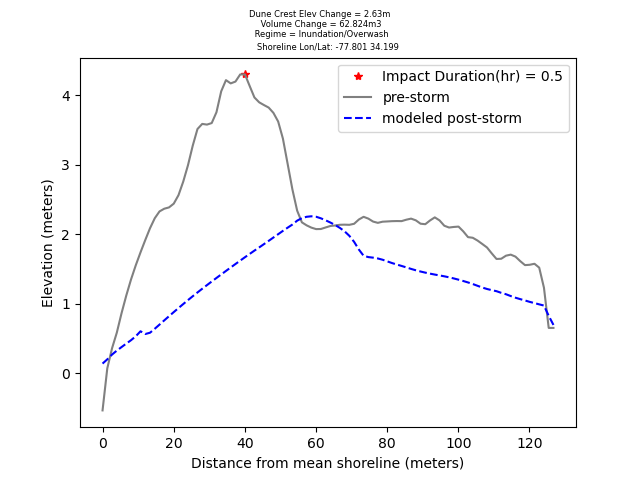 Dune Crest Elev Change = 2.63m
Volume Change = 62.824m3
Regime = Inundation/Overwash
Shoreline Lon/Lat: -77.801 34.199
Impact Duration(hr) = 0.5
pre-storm
modeled post-storm
Elevation (meters)
4
3
2
1
0
0 20 40 60 80 100 120
Distance from mean shoreline (meters)